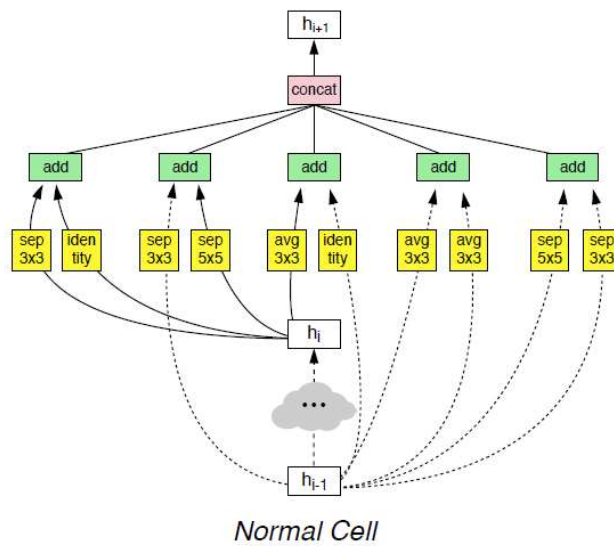 hi+1
concat
add add add add add
sep iden sep sep avg iden avg avg sep sep
3x3 tity 3x3 5x5 3x3 tity 3x3 3x3 5x5 3x3
hi
...
hi-1
Normal Cell